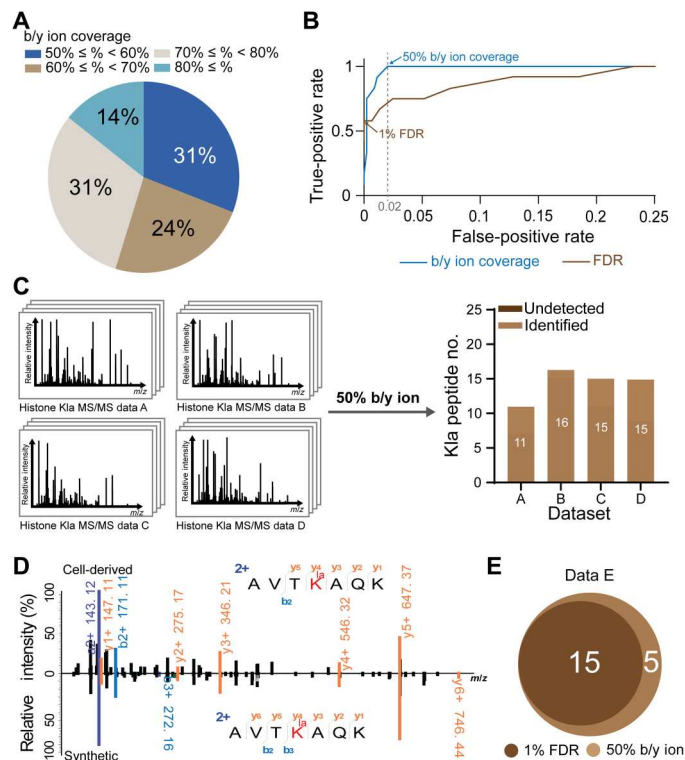 A
b/y ion coverage
50% ≤ % < 60%
70% ≤ % < 80%
60% ≤ % < 70%
80% ≤ %
14%
31%
31%
24%
B
True-positive rate
1
0.5
0
50% b/y ion coverage
1% FDR
0
0.02
0.05
0.1
0.15
0.2
0.25
False-positive rate
b/y ion coverage
FDR
C
Relative intensity
m/z
Histone Kla MS/MS data A
Relative intensity
m/z
Histone Kla MS/MS data B
Relative intensity
m/z
Histone Kla MS/MS data C
Relative intensity
m/z
Histone Kla MS/MS data D
50% b/y ion
Kla peptide no.
25
20
15
10
5
0
Undetected
Identified
11
16
15
15
A
B
C
D
Dataset
D
Cell-derived
Relative intensity (%)
100
50
0
50
100
Synthetic
a2+ 143.12
y1+ 147.11
b2+ 171.11
y2+ 275.17
y3+ 346.21
y4+ 546.32
y5+ 647.37
b3+ 272.16
y6+ 746.44
m/z
2+
y5 y4 y3 y2 y1
la
A V T K A Q K
b2
2+
y6 y5 y4 y3 y2 y1
la
A V T K A Q K
b2 b3
E
Data E
15
5
1% FDR
50% b/y ion